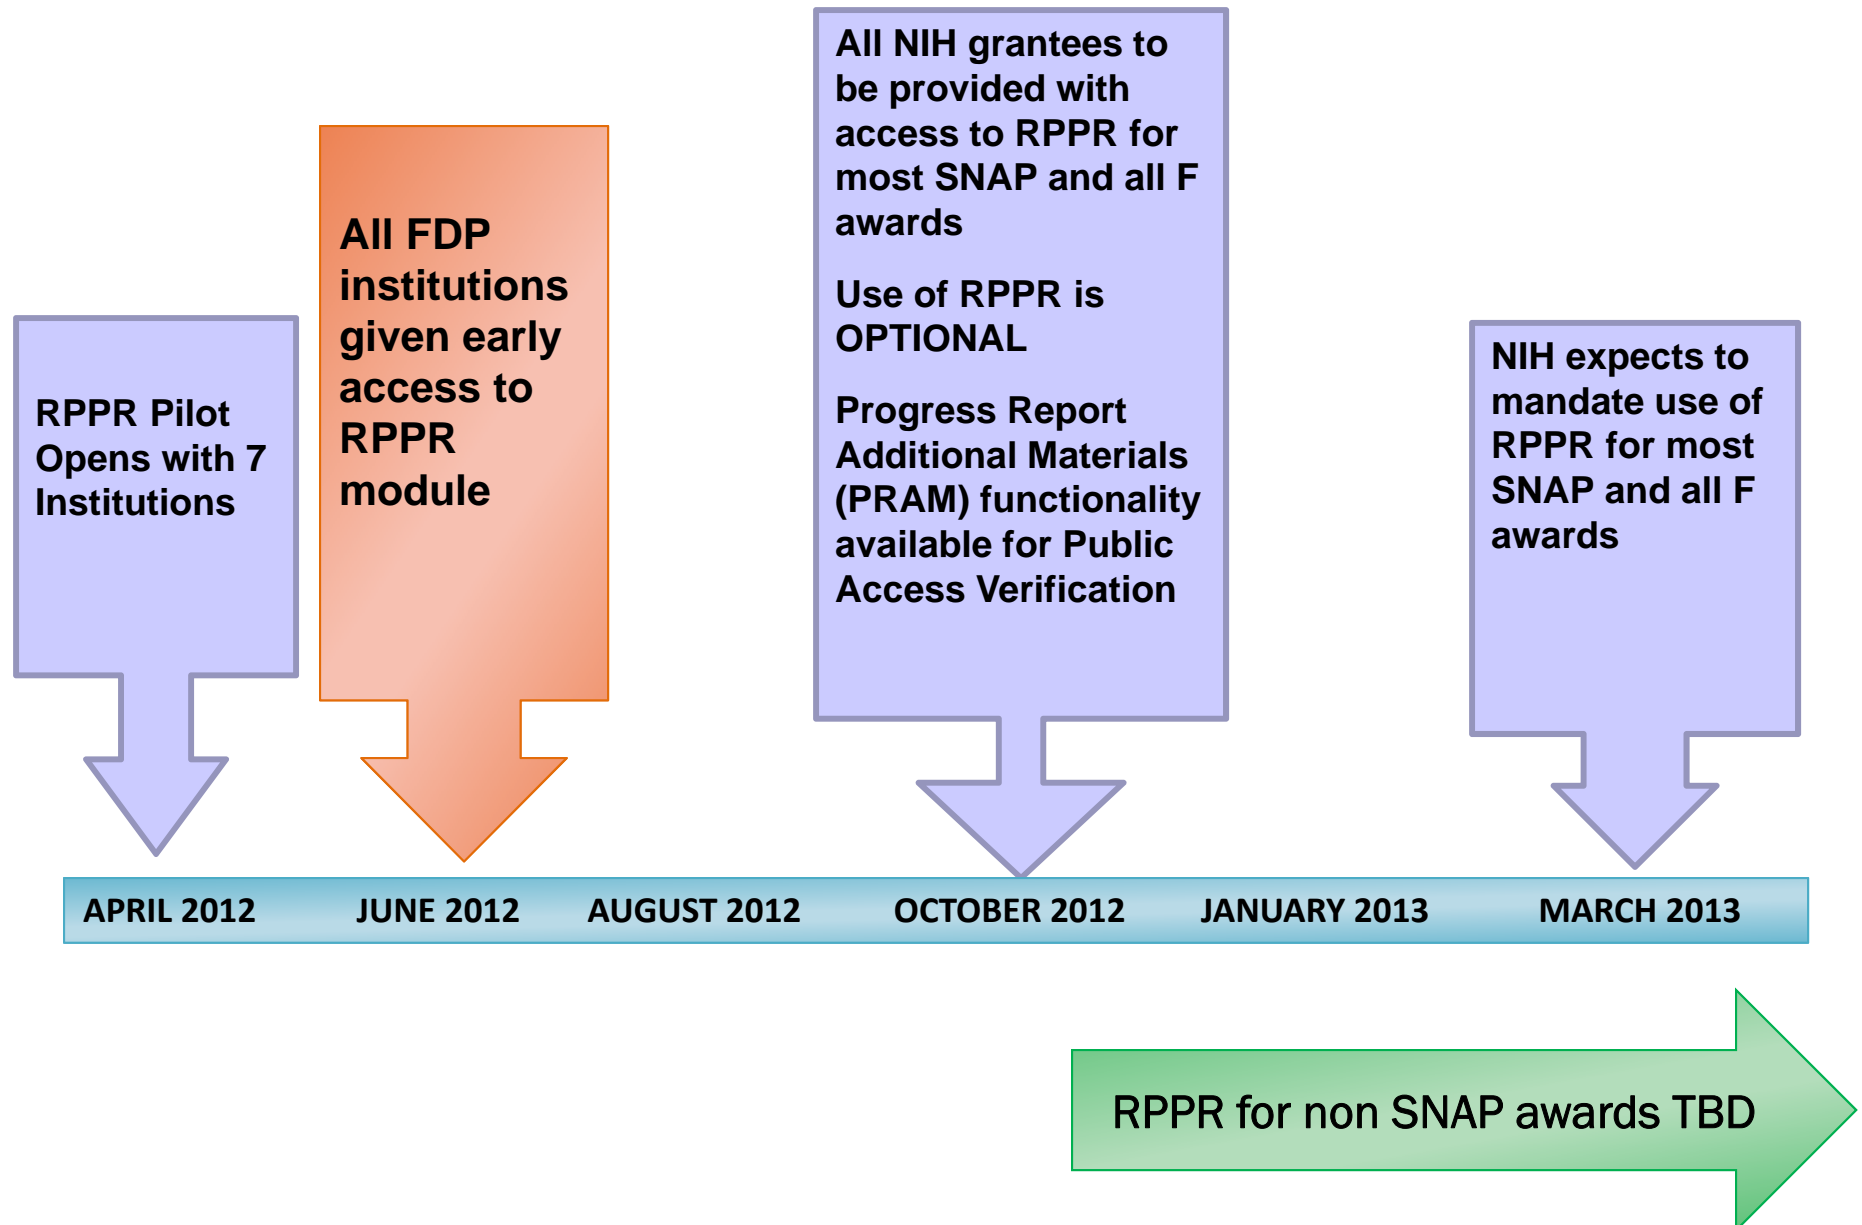 RPPR Pilot
Opens with 7
Institutions
All FDP
institutions
given early
access to
RPPR
module
All NIH grantees to
be provided with
access to RPPR for
most SNAP and all F
awards
Use of RPPR is
OPTIONAL
Progress Report
Additional Materials
(PRAM) functionality
available for Public
Access Verification
NIH expects to
mandate use of
RPPR for most
SNAP and all F
awards
APRIL 2012 JUNE 2012 AUGUST 2012 OCTOBER 2012 JANUARY 2013 MARCH 2013
RPPR for non SNAP awards TBD